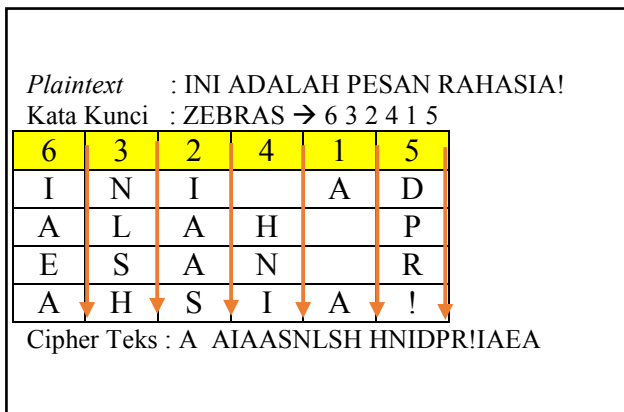 Plaintext : INI ADALAH PESAN RAHASIA!
Kata Kunci : ZEBRAS → 6 3 2 4 1 5
6 3 2 4 1 5
I N I A D
A L A H P
E S A N R
A H S I A !
Cipher Teks : A AIAASNLSH HNIDPR!IAEA